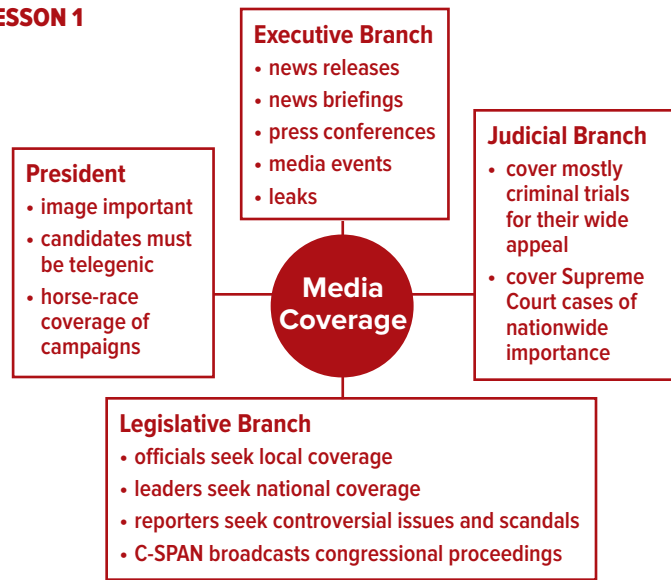 ESSON 1
Executive Branch
• news releases
• news briefings
• press conferences
• media events
• leaks
President
• image important
• candidates must
be telegenic
• horse-race
coverage of
campaigns
Media
Coverage
Judicial Branch
• cover mostly
criminal trials
for their wide
appeal
• cover Supreme
Court cases of
nationwide
importance
Legislative Branch
• officials seek local coverage
• leaders seek national coverage
• reporters seek controversial issues and scandals
• C-SPAN broadcasts congressional proceedings